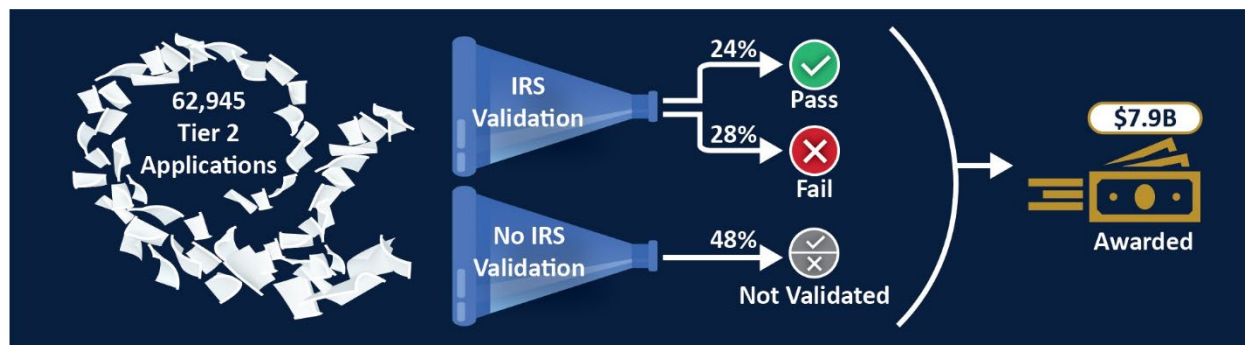 62,945
Tier 2
Applications
IRS
Validation
24%
Pass
28%
Fail
No IRS
Validation
48%
Not Validated
$7.9B
Awarded